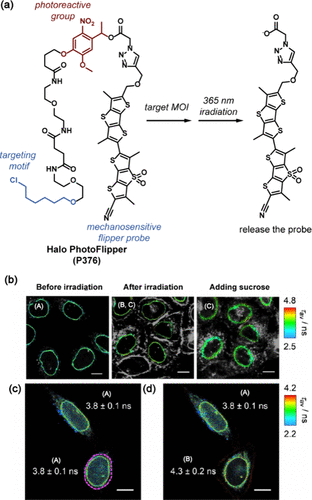 (a)
photoreactive
group
NO₂
O
O
O
O
N
N=N
O
O
O
O
NH
O
NH
O
NH
O
O
targeting
motif
Cl
S
S
S
S
S
O
O
N
mechanosensitive
flipper probe
Halo PhotoFlipper
(P376)
target MOI
365 nm
irradiation
O
O
N
N=N
O
S
S
S
S
S
O
O
N
release the probe
(b)
Before irradiation
After irradiation
Adding sucrose
(A)
(B, C)
(C)
4.8
τav / ns
2.5
(c)
(A)
3.8 ± 0.1 ns
(A)
3.8 ± 0.1 ns
(d)
(A)
3.8 ± 0.1 ns
(B)
4.3 ± 0.2 ns
4.2
τav / ns
2.2